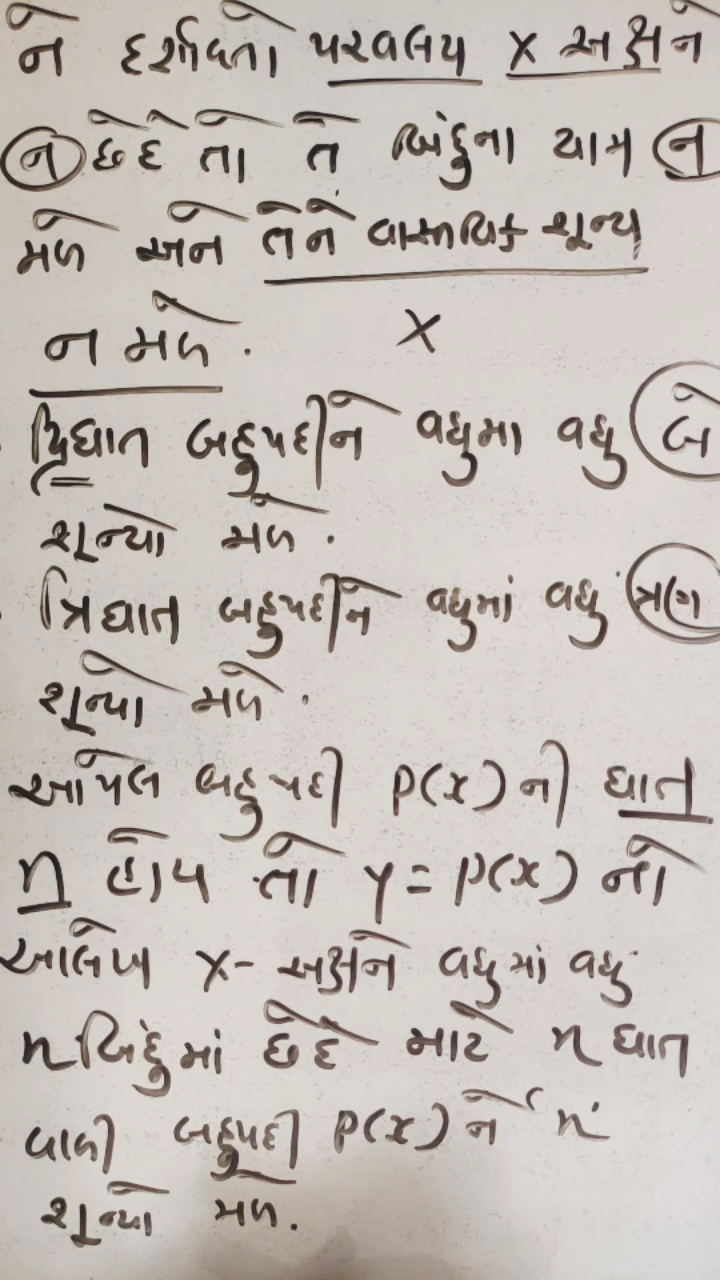 ને દર્શાવતો પરવલય X અક્ષને
ન છેદે તો તે બિંદુના યામ ન
મળે અને તેને વાસ્તવિક શૂન્ય
ન મળે. X
દ્વિઘાત બહુપદીને વધુમા વધુ બે
શૂન્યો મળે.
ત્રિઘાત બહુપદીને વધુમાં વધુ ત્રણ
શૂન્યો મળે.
આપેલ બહુપદી P(x) ની ઘાત
n હોય તો y = P(x) નો
આલેખ X- અક્ષને વધુમાં વધુ
n બિંદુમાં છેદે માટે n ઘાત
વાળી બહુપદી P(x) ને 'n'
શૂન્યો મળે.